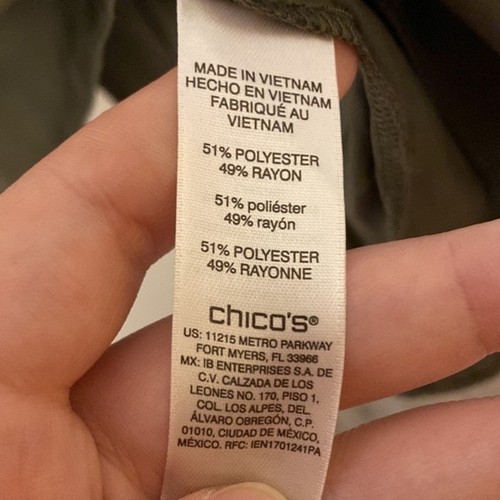 MADE IN VIETNAM
HECHO EN VIETNAM
FABRIQUÉ AU
VIETNAM
51% POLYESTER
49% RAYON
51% poliéster
49% rayón
51% POLYESTER
49% RAYONNE
chico's®
US: 11215 METRO PARKWAY
FORT MYERS, FL 33966
MX: IB ENTERPRISES S.A. DE
C.V. CALZADA DE LOS
LEONES NO. 170, PISO 1,
COL. LOS ALPES, DEL.
ÁLVARO OBREGÓN, C.P.
01010, CIUDAD DE MÉXICO,
MÉXICO. RFC: IEN1701241PA